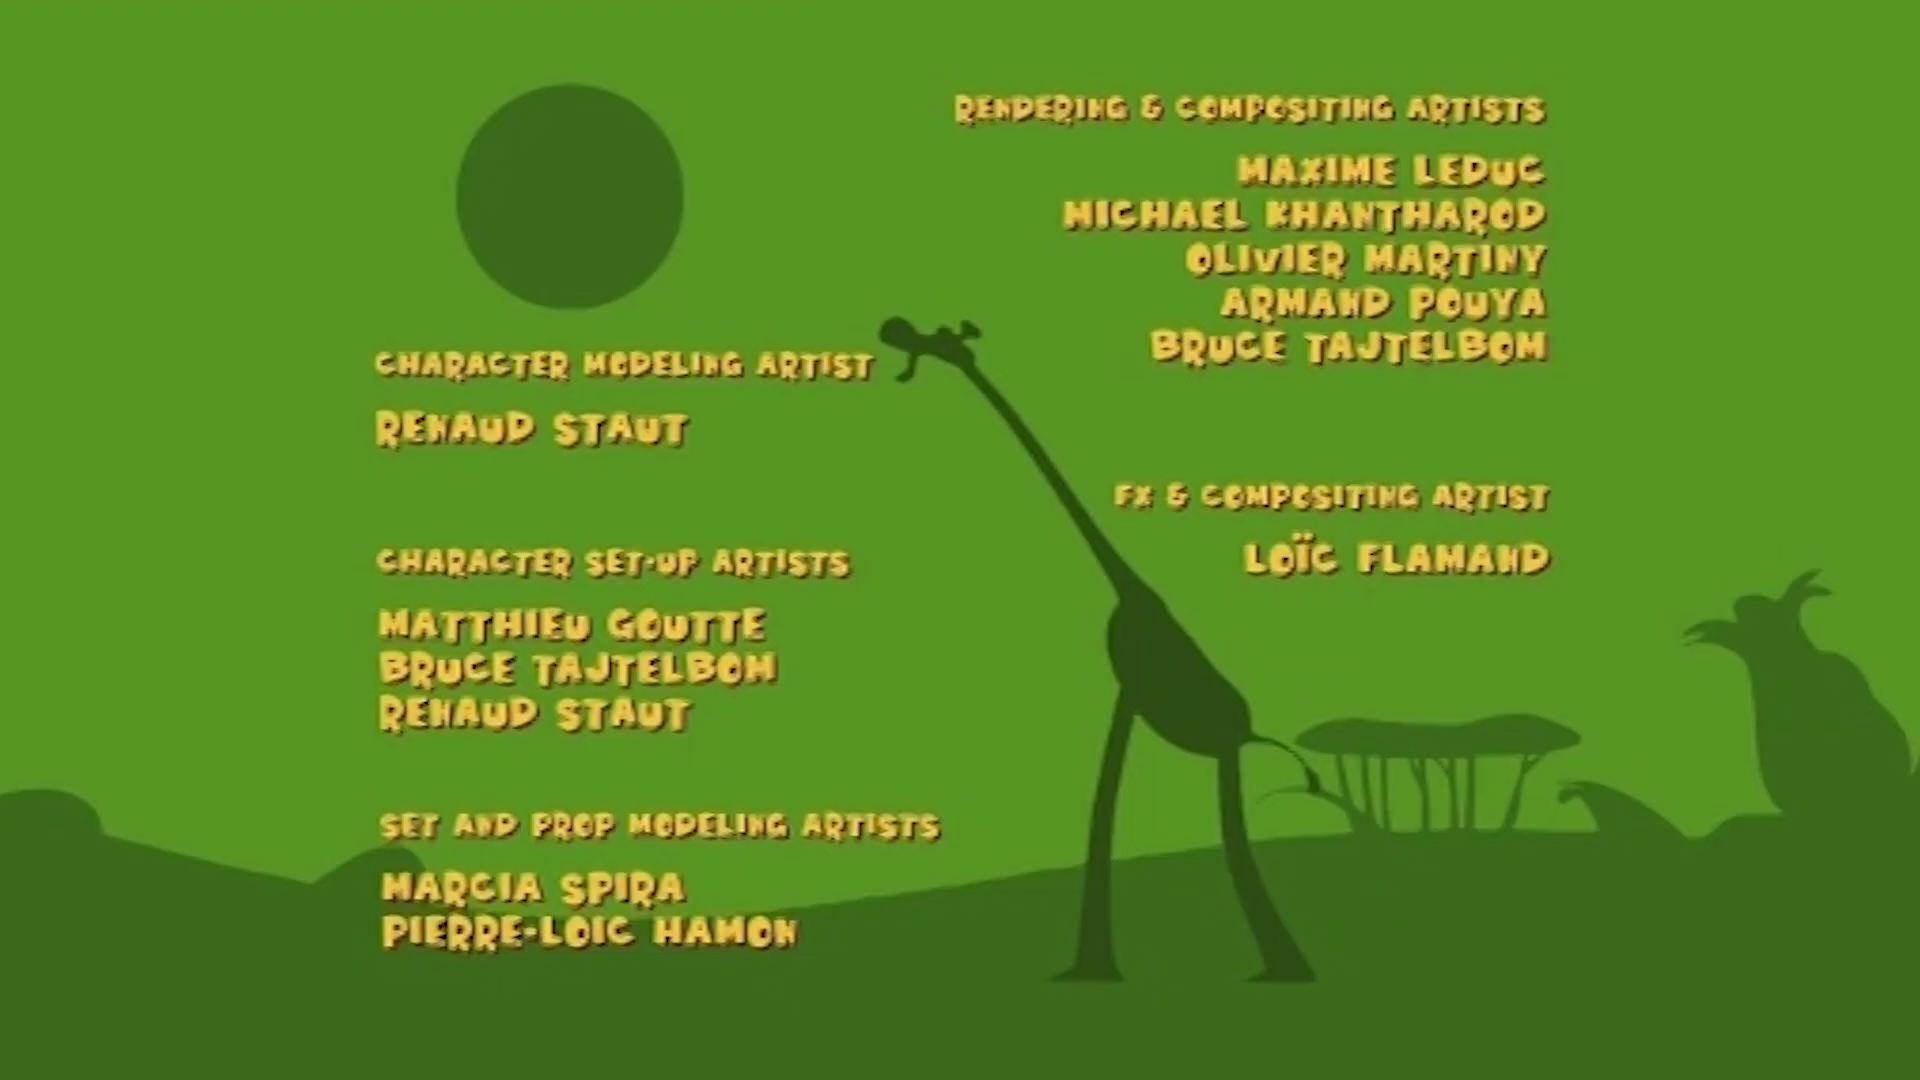 CHARACTER MODELING ARTIST
RENAUD STAUT
CHARACTER SET-UP ARTISTS
MATTHIEU GOUTTE
BRUCE TAJTELBOM
RENAUD STAUT
SET AND PROP MODELING ARTISTS
MARCIA SPIRA
PIERRE-LOIC HAMON
RENDERING & COMPOSITING ARTISTS
MAXIME LEDUC
MICHAEL KHANTHAROD
OLIVIER MARTINY
ARMAND POUYA
BRUCE TAJTELBOM
FX & COMPOSITING ARTIST
LOÏC FLAMAND